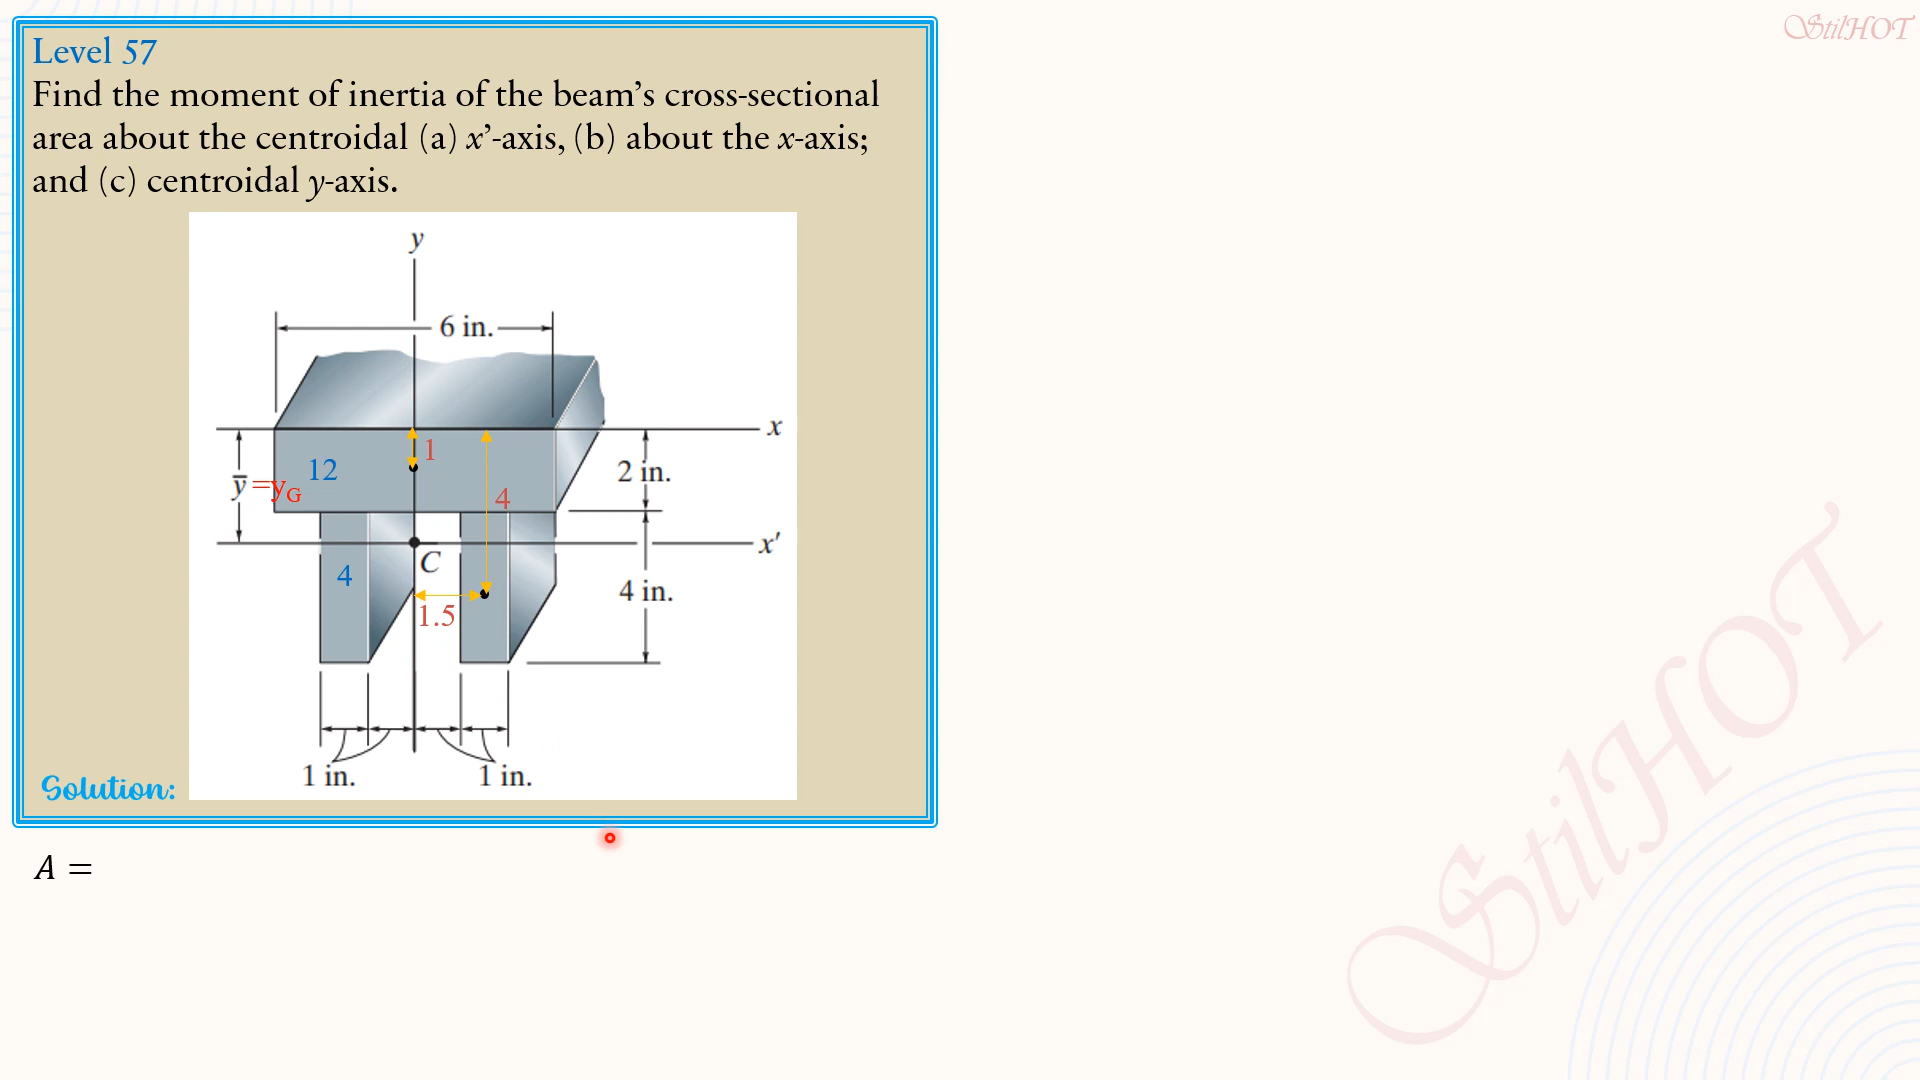 StilHOT
Level 57
Find the moment of inertia of the beam’s cross-sectional
area about the centroidal (a) x’-axis, (b) about the x-axis;
and (c) centroidal y-axis.
y
6 in.
x
1
12
2 in.
ȳ =yG
4
x′
C
4
4 in.
1.5
1 in.
1 in.
Solution:
A =
StilHOT